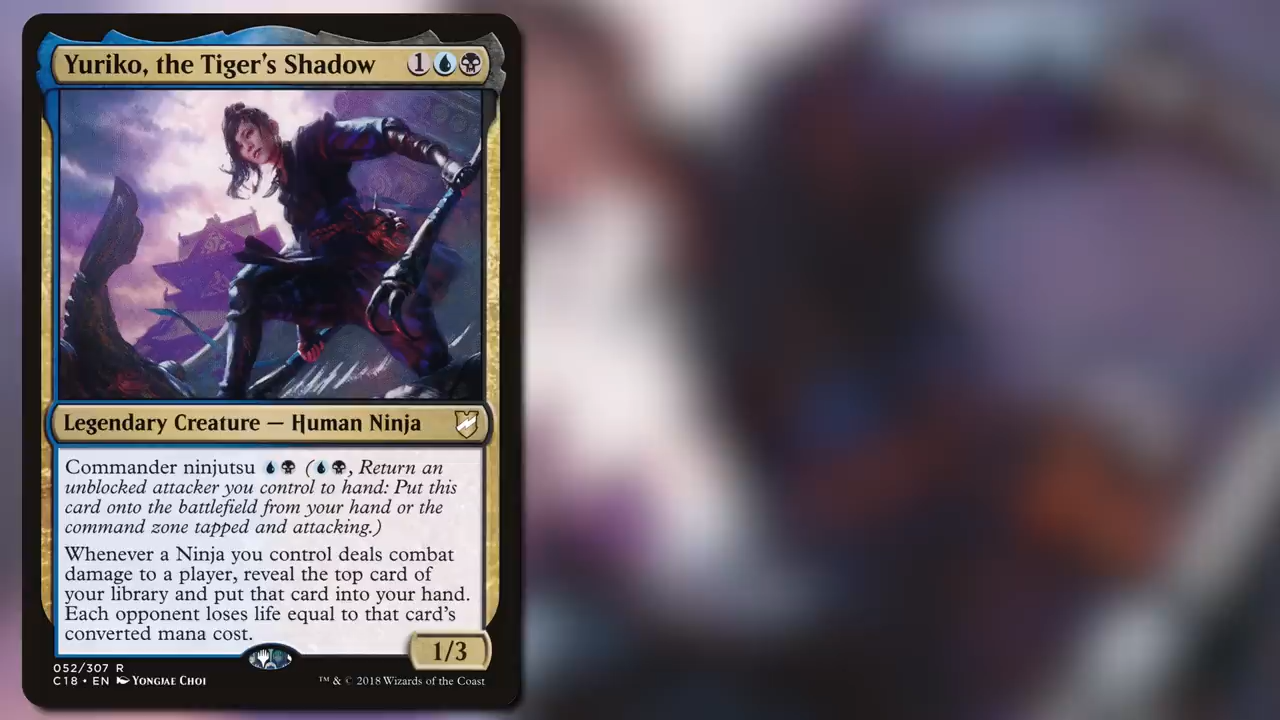 Yuriko, the Tiger's Shadow 1
Legendary Creature — Human Ninja
Commander ninjutsu (, Return an
unblocked attacker you control to hand: Put this
card onto the battlefield from your hand or the
command zone tapped and attacking.)
Whenever a Ninja you control deals combat
damage to a player, reveal the top card of
your library and put that card into your hand.
Each opponent loses life equal to that card's
converted mana cost.
1/3
052/307 R
C18 • EN Yongjae Choi
™ & © 2018 Wizards of the Coast